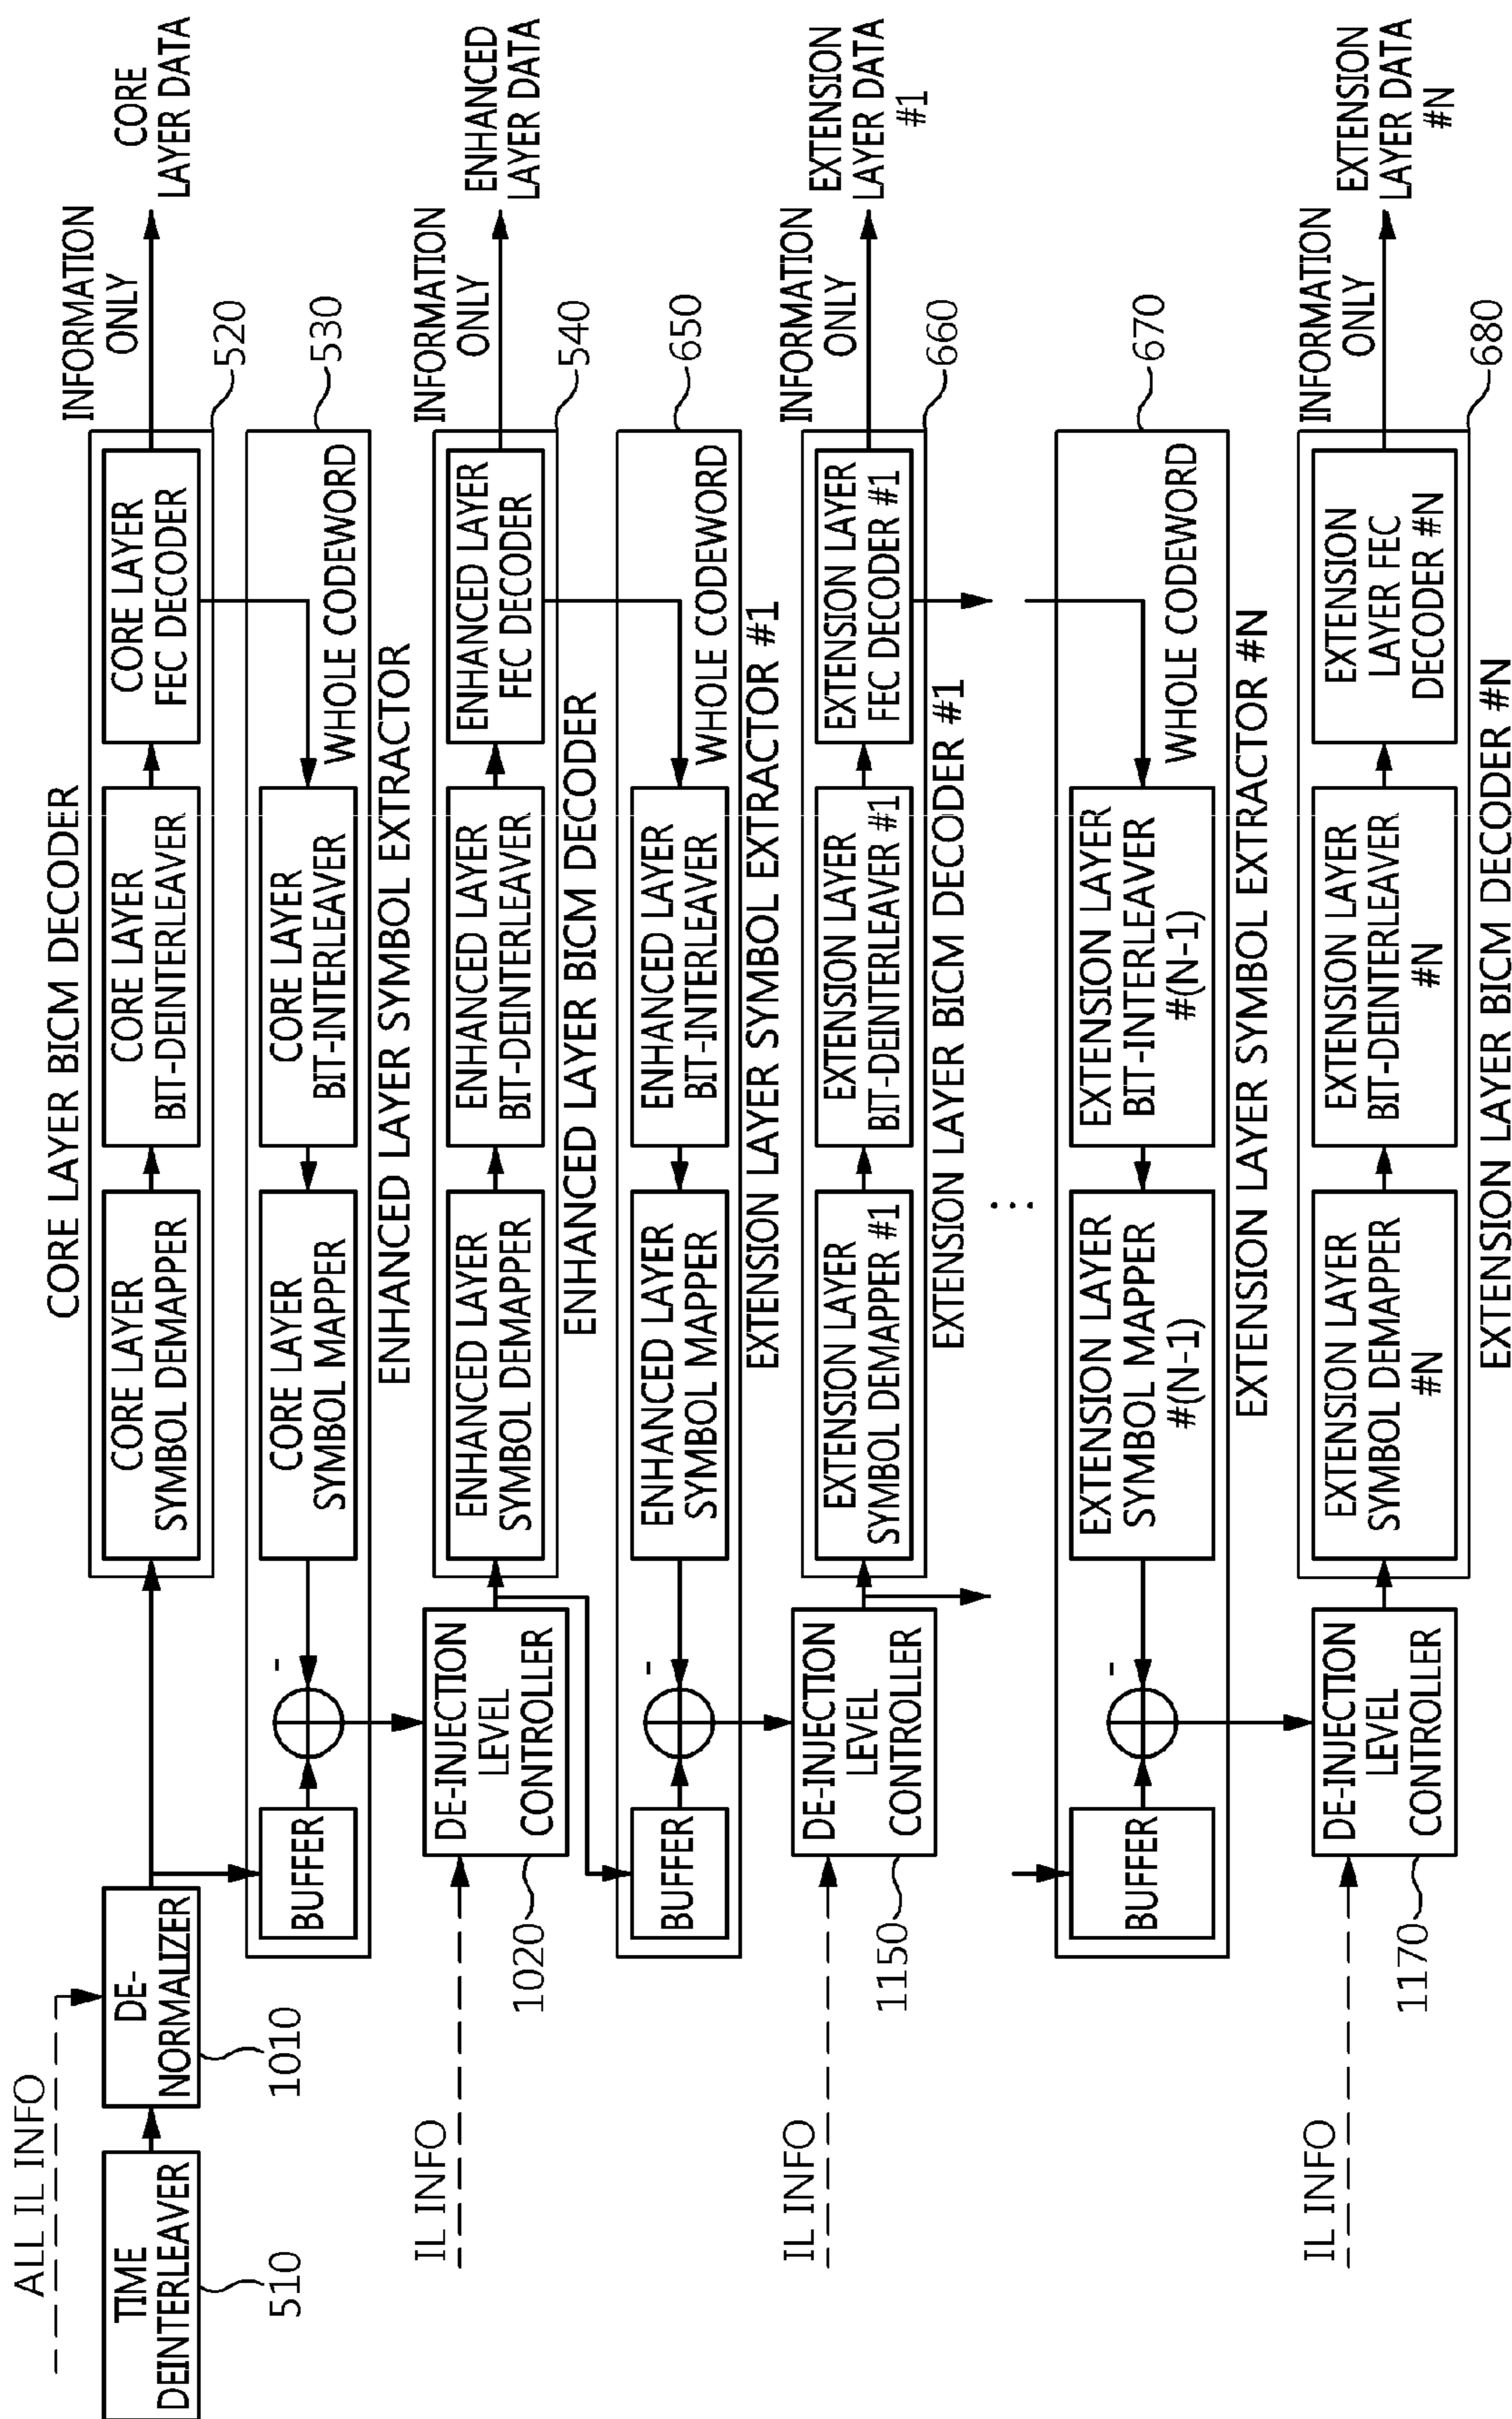 ALL IL INFO
TIME
DEINTERLEAVER
510
DE-
NORMALIZER
1010
CORE LAYER BICM DECODER
CORE LAYER
SYMBOL DEMAPPER
CORE LAYER
BIT-DEINTERLEAVER
CORE LAYER
FEC DECODER
INFORMATION
ONLY
CORE
LAYER DATA
520
BUFFER
-
CORE LAYER
SYMBOL MAPPER
CORE LAYER
BIT-INTERLEAVER
WHOLE CODEWORD
530
ENHANCED LAYER SYMBOL EXTRACTOR
IL INFO
DE-INJECTION
LEVEL
CONTROLLER
1020
ENHANCED LAYER
SYMBOL DEMAPPER
ENHANCED LAYER
BIT-DEINTERLEAVER
ENHANCED LAYER
FEC DECODER
INFORMATION
ONLY
ENHANCED
LAYER DATA
540
ENHANCED LAYER BICM DECODER
BUFFER
-
ENHANCED LAYER
SYMBOL MAPPER
ENHANCED LAYER
BIT-INTERLEAVER
WHOLE CODEWORD
650
EXTENSION LAYER SYMBOL EXTRACTOR #1
IL INFO
DE-INJECTION
LEVEL
CONTROLLER
1150
EXTENSION LAYER
SYMBOL DEMAPPER #1
EXTENSION LAYER
BIT-DEINTERLEAVER #1
EXTENSION LAYER
FEC DECODER #1
INFORMATION
ONLY
EXTENSION
LAYER DATA
#1
660
EXTENSION LAYER BICM DECODER #1
...
BUFFER
-
EXTENSION LAYER
SYMBOL MAPPER
#(N-1)
EXTENSION LAYER
BIT-INTERLEAVER
#(N-1)
WHOLE CODEWORD
670
EXTENSION LAYER SYMBOL EXTRACTOR #N
IL INFO
DE-INJECTION
LEVEL
CONTROLLER
1170
EXTENSION LAYER
SYMBOL DEMAPPER
#N
EXTENSION LAYER
BIT-DEINTERLEAVER
#N
EXTENSION
LAYER FEC
DECODER #N
INFORMATION
ONLY
EXTENSION
LAYER DATA
#N
680
EXTENSION LAYER BICM DECODER #N